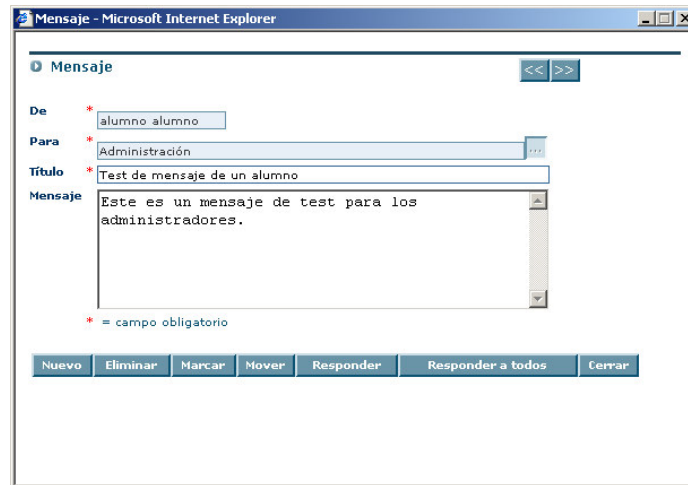 Mensaje - Microsoft Internet Explorer
Mensaje
<< >>
De * alumno alumno
Para * Administración ...
Título * Test de mensaje de un alumno
Mensaje Este es un mensaje de test para los
administradores.
* = campo obligatorio
Nuevo Eliminar Marcar Mover Responder Responder a todos Cerrar